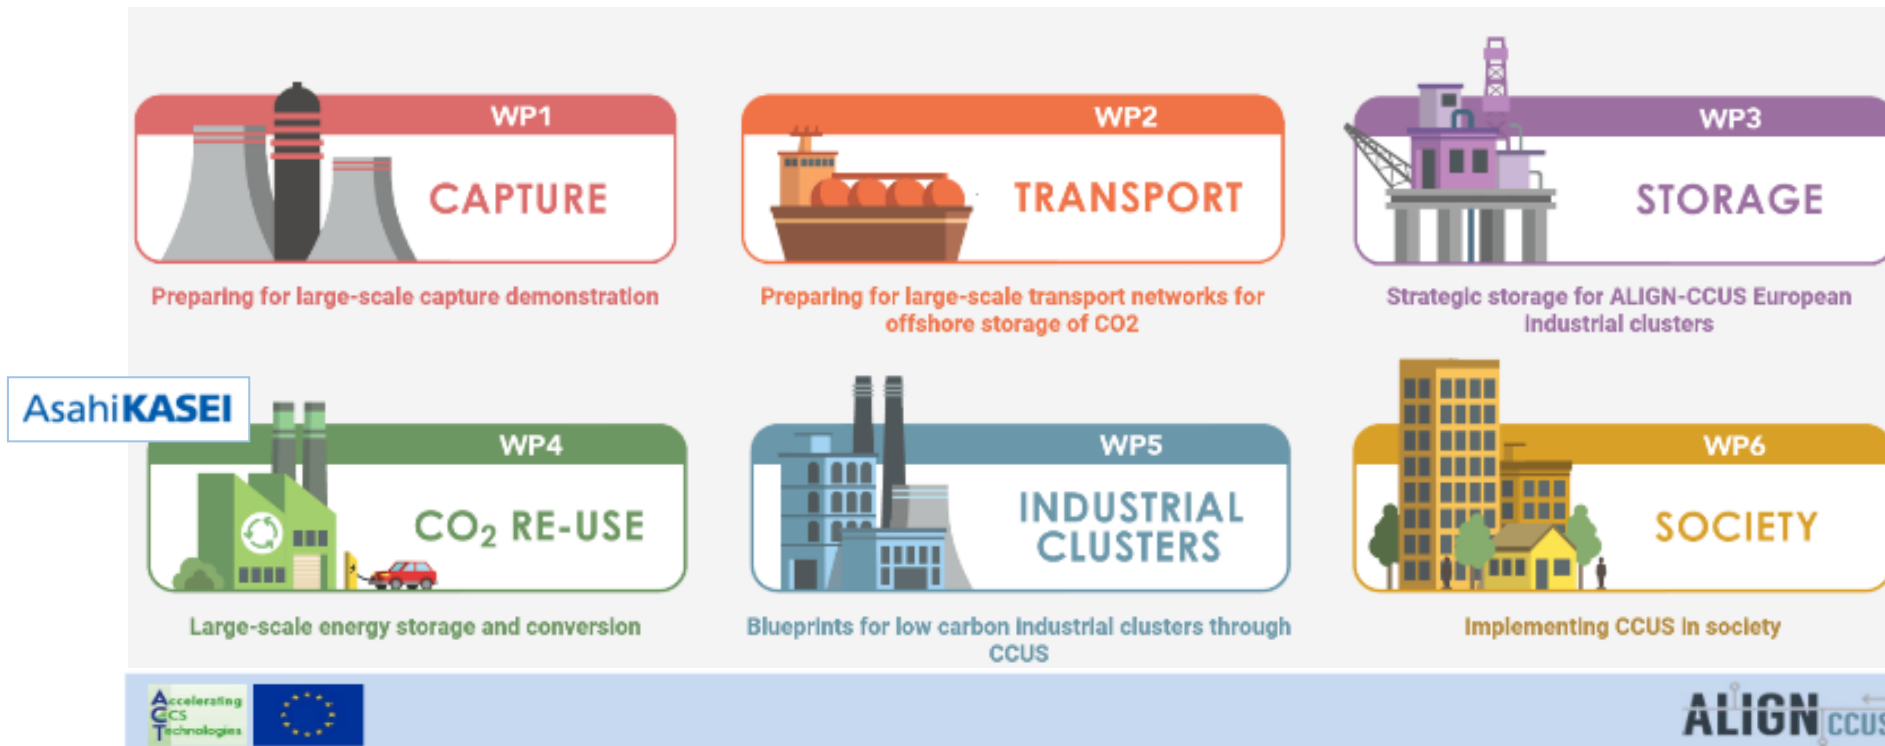 WP1
CAPTURE
Preparing for large-scale capture demonstration
WP2
TRANSPORT
Preparing for large-scale transport networks for
offshore storage of CO2
WP3
STORAGE
Strategic storage for ALIGN-CCUS European
industrial clusters
AsahiKASEI
WP4
CO₂ RE-USE
Large-scale energy storage and conversion
WP5
INDUSTRIAL
CLUSTERS
Blueprints for low carbon industrial clusters through
CCUS
WP6
SOCIETY
Implementing CCUS in society
Accelerating
CCS
Technologies
ALIGN CCUS